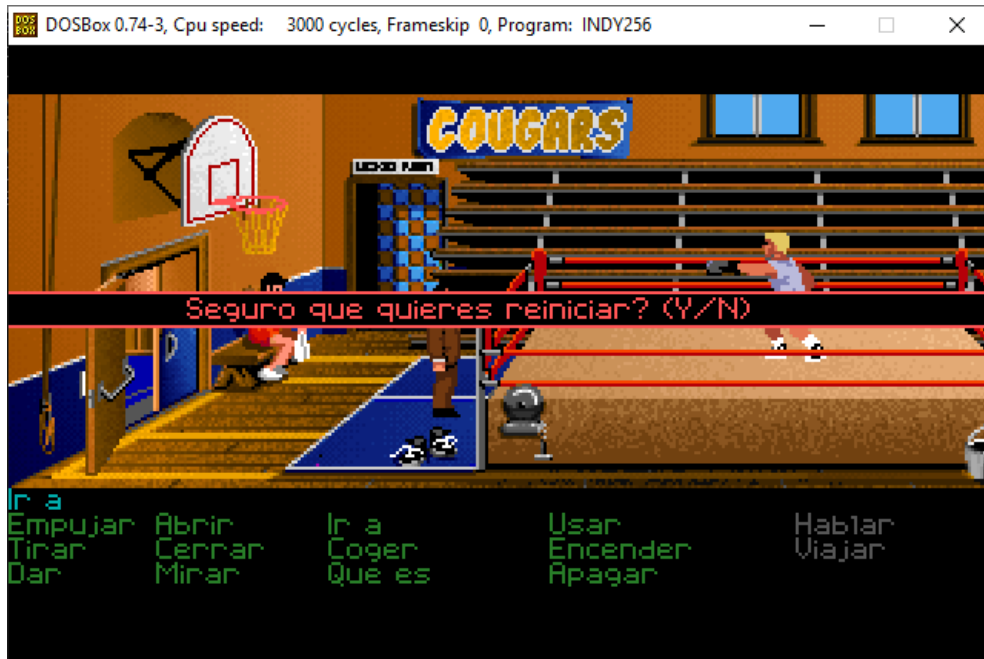 DOSBox 0.74-3, Cpu speed: 3000 cycles, Frameskip 0, Program: INDY256
COUGARS
Seguro que quieres reiniciar? (Y/N)
Ir a
Empujar Abrir Ir a Usar Hablar
Tirar Cerrar Coger Encender Viajar
Dar Mirar Que es Apagar